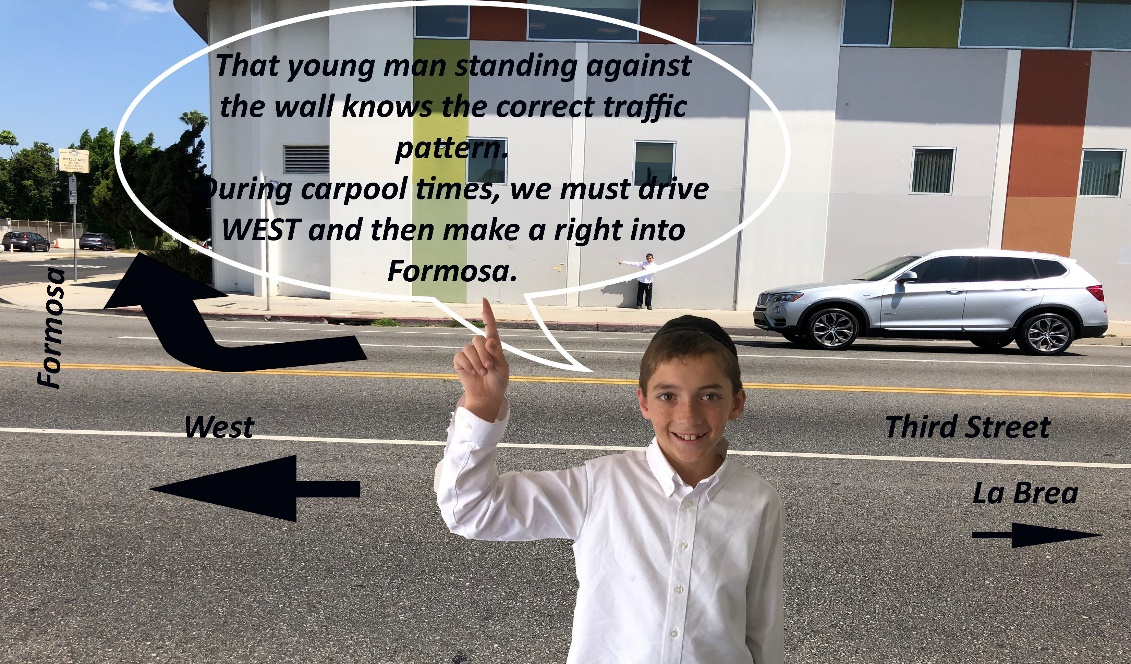 That young man standing against
the wall knows the correct traffic
pattern.
During carpool times, we must drive
WEST and then make a right into
Formosa.
Formosa
West
Third Street
La Brea